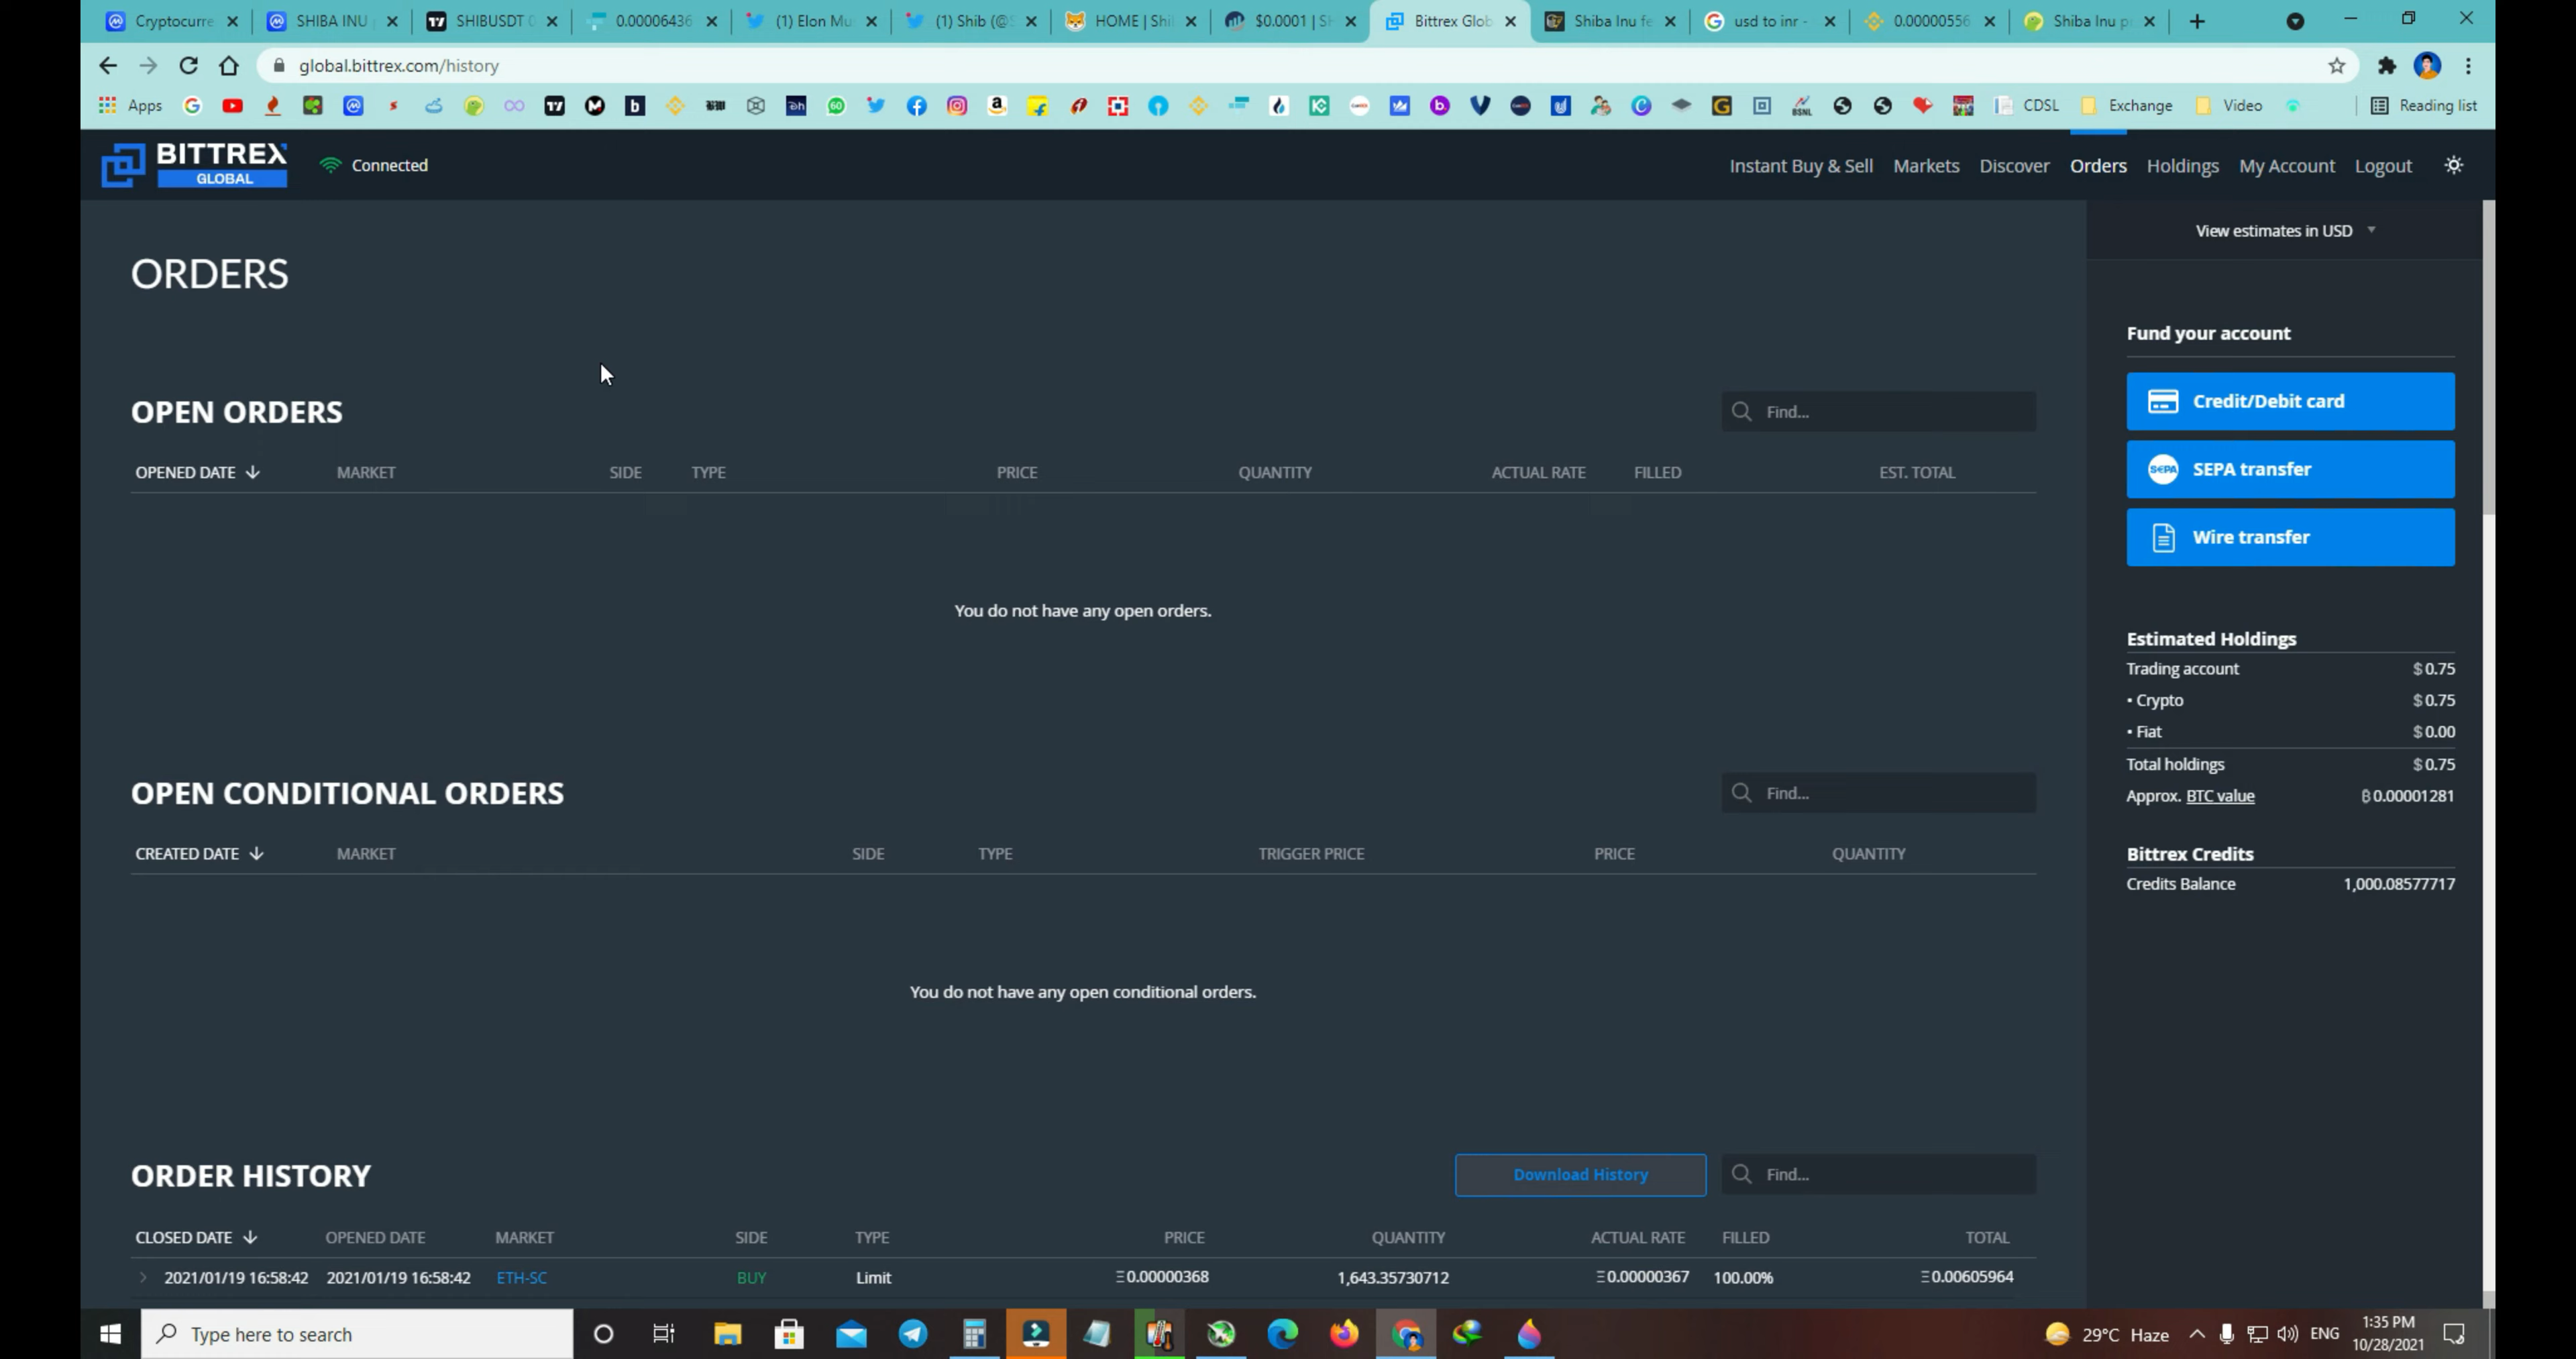 Cryptocurre SHIBA INU SHIBUSDT 0.00006436 (1) Elon Mu (1) Shib (@S HOME | Shi $0.0001 | SH Bittrex Glob Shiba Inu fe usd to inr - 0.00000556 Shiba Inu p
global.bittrex.com/history
Apps CDSL Exchange Video Reading list
BITTREX
GLOBAL
Connected
Instant Buy & Sell Markets Discover Orders Holdings My Account Logout
View estimates in USD
ORDERS
OPEN ORDERS
Find...
OPENED DATE MARKET SIDE TYPE PRICE QUANTITY ACTUAL RATE FILLED EST. TOTAL
You do not have any open orders.
OPEN CONDITIONAL ORDERS
Find...
CREATED DATE MARKET SIDE TYPE TRIGGER PRICE PRICE QUANTITY
You do not have any open conditional orders.
ORDER HISTORY
Download History
Find...
CLOSED DATE OPENED DATE MARKET SIDE TYPE PRICE QUANTITY ACTUAL RATE FILLED TOTAL
2021/01/19 16:58:42 2021/01/19 16:58:42 ETH-SC BUY Limit Ξ0.00000368 1,643.35730712 Ξ0.00000367 100.00% Ξ0.00605964
Fund your account
Credit/Debit card
SEPA SEPA transfer
Wire transfer
Estimated Holdings
Trading account $0.75
• Crypto $0.75
• Fiat $0.00
Total holdings $0.75
Approx. BTC value ₿0.00001281
Bittrex Credits
Credits Balance 1,000.08577717
Type here to search
29°C Haze ENG
1:35 PM
10/28/2021